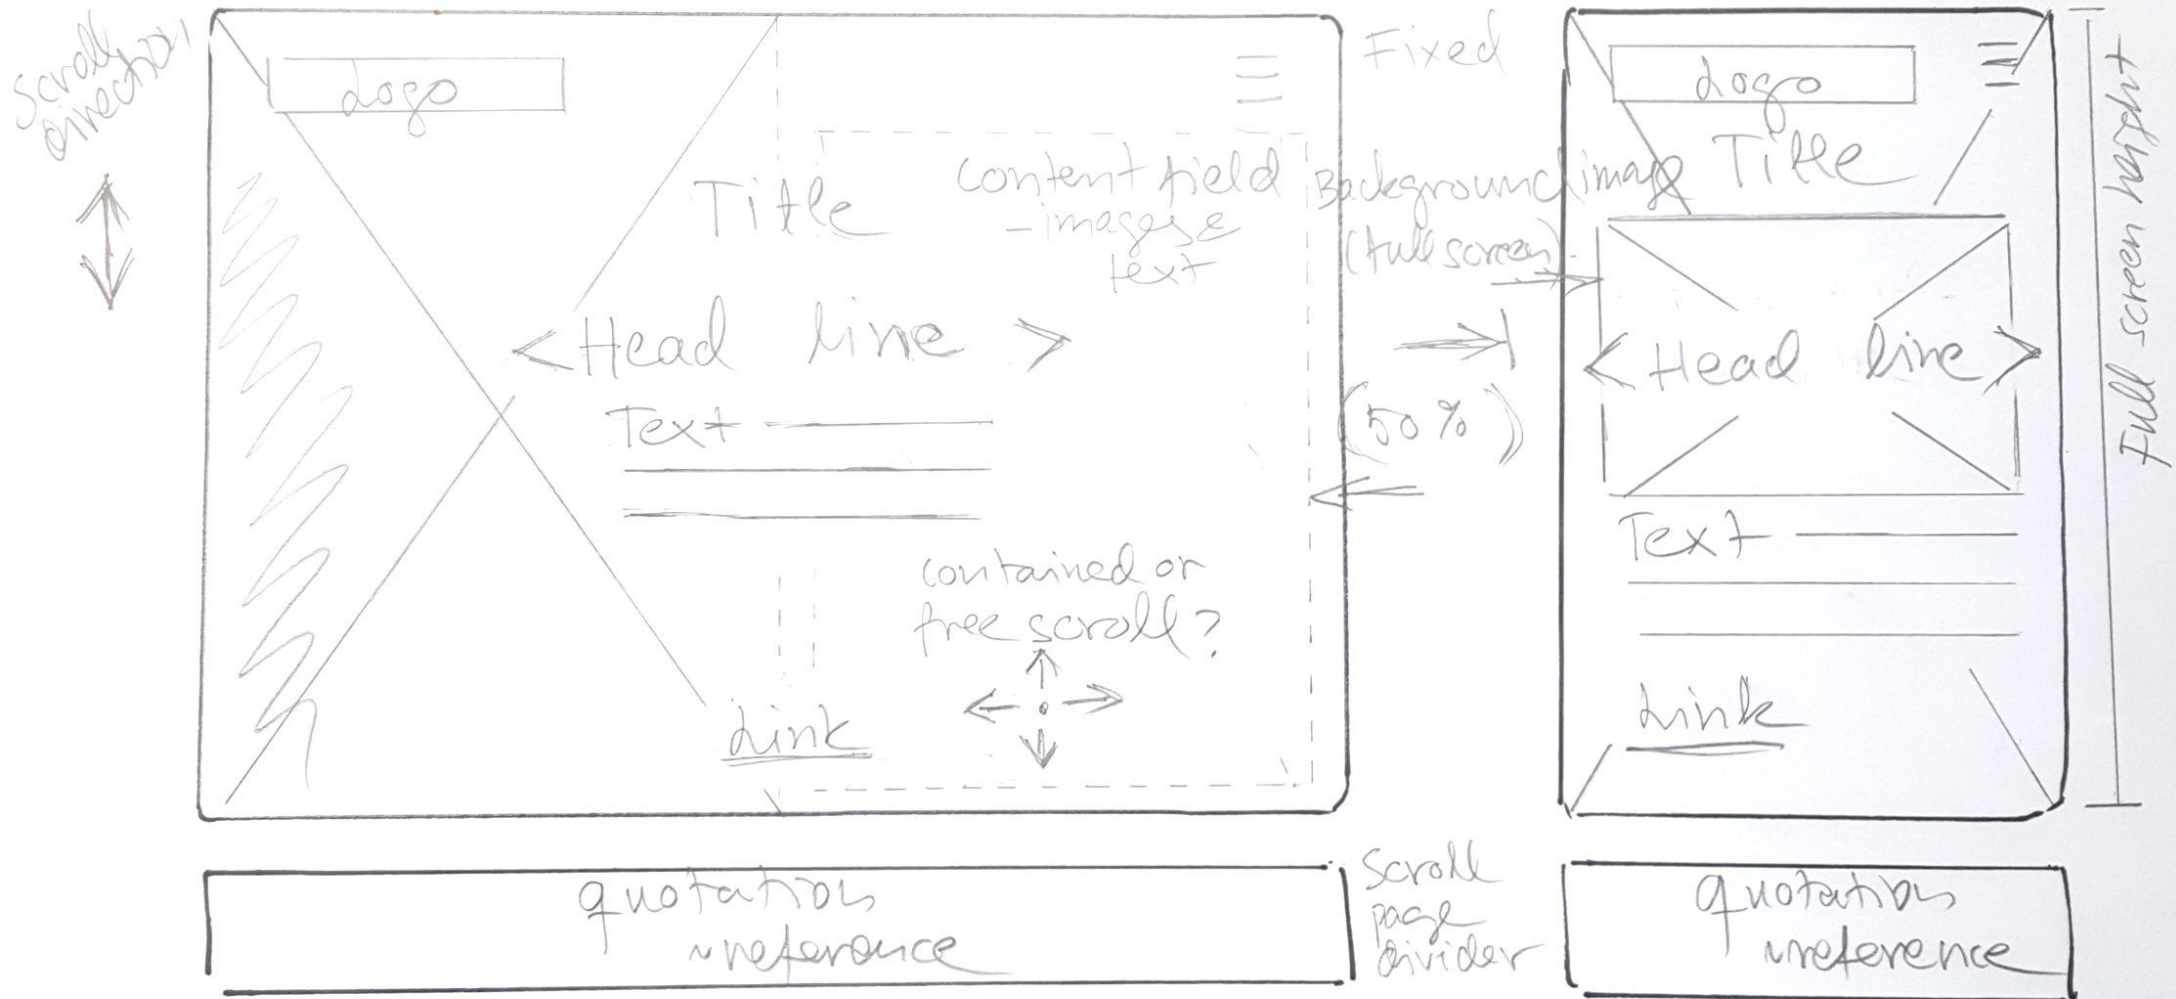 Scroll
direction
Logo
Title
content field
- images &
text
< Head line >
Text
contained or
free scroll?
Link
quotation
~ reference
Fixed
Background image
(full screen)
(50%)
Scroll
page
divider
Logo
Title
< Head line >
Text
Link
quotation
~ reference
Full screen height